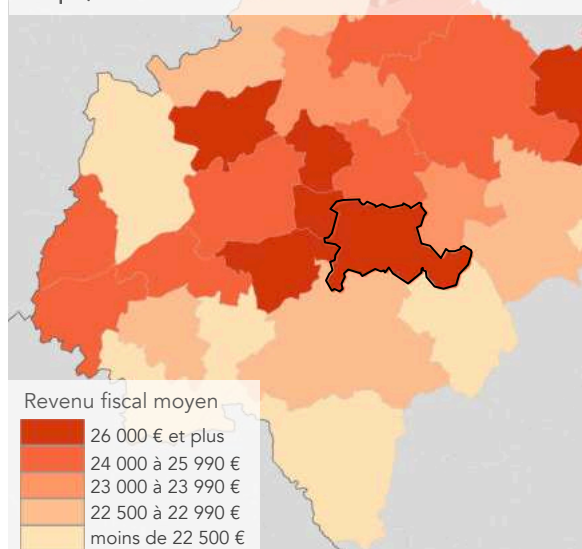 Revenu fiscal moyen
26 000 € et plus
24 000 à 25 990 €
23 000 à 23 990 €
22 500 à 22 990 €
moins de 22 500 €